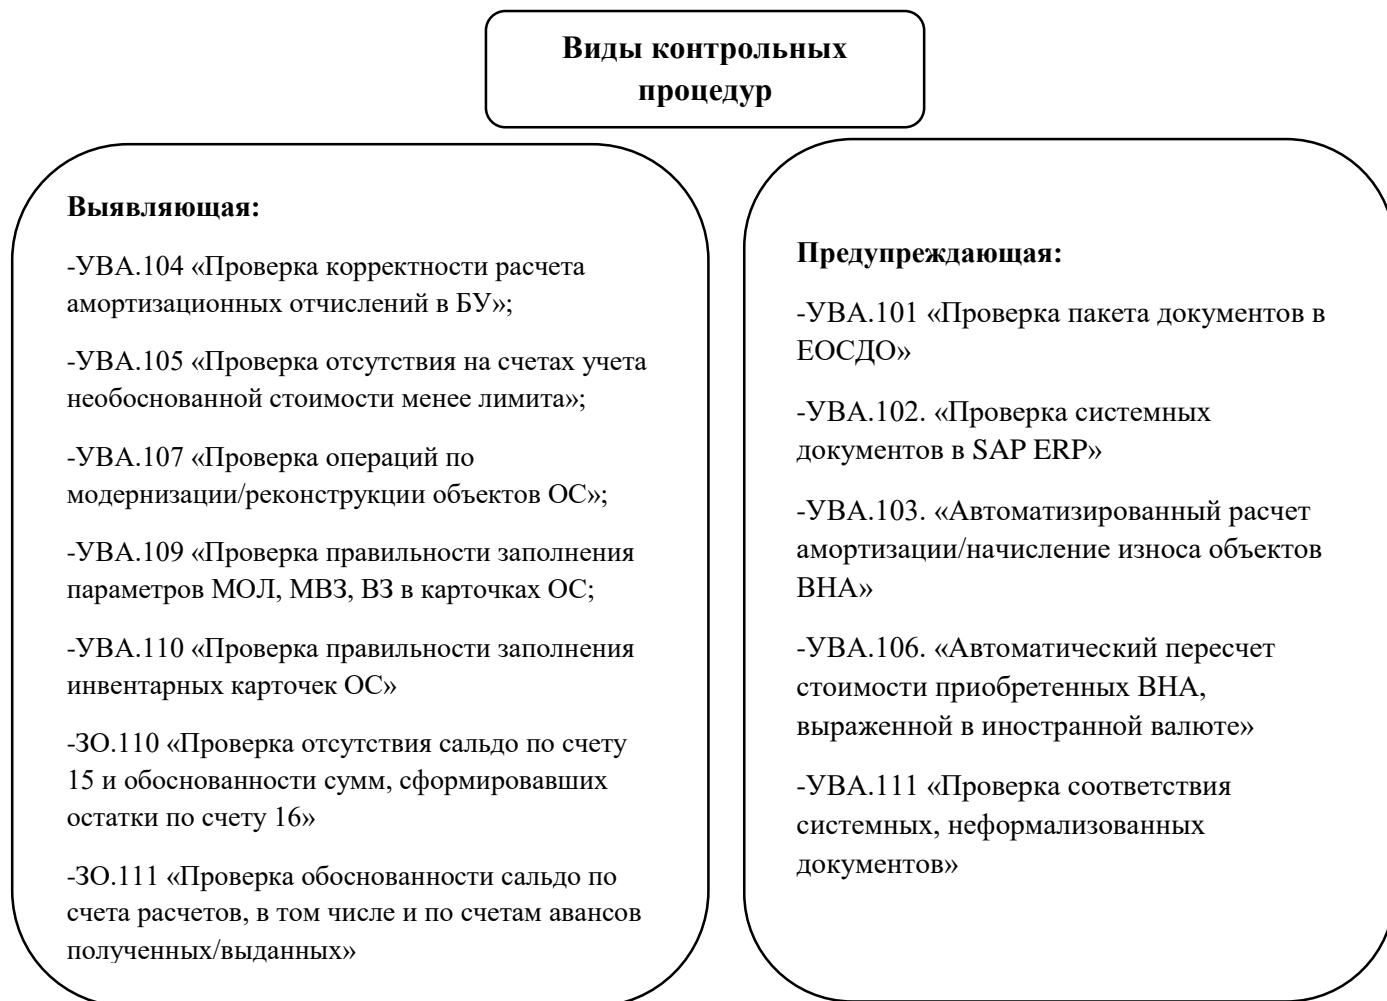 Виды контрольных
процедур
Выявляющая:
-УВА.104 «Проверка корректности расчета
амортизационных отчислений в БУ»;
-УВА.105 «Проверка отсутствия на счетах учета
необоснованной стоимости менее лимита»;
-УВА.107 «Проверка операций по
модернизации/реконструкции объектов ОС»;
-УВА.109 «Проверка правильности заполнения
параметров МОЛ, МВЗ, ВЗ в карточках ОС;
-УВА.110 «Проверка правильности заполнения
инвентарных карточек ОС»
-ЗО.110 «Проверка отсутствия сальдо по счету
15 и обоснованности сумм, сформировавших
остатки по счету 16»
-ЗО.111 «Проверка обоснованности сальдо по
счета расчетов, в том числе и по счетам авансов
полученных/выданных»
Предупреждающая:
-УВА.101 «Проверка пакета документов в
ЕОСДО»
-УВА.102. «Проверка системных
документов в SAP ERP»
-УВА.103. «Автоматизированный расчет
амортизации/начисление износа объектов
ВНА»
-УВА.106. «Автоматический пересчет
стоимости приобретенных ВНА,
выраженной в иностранной валюте»
-УВА.111 «Проверка соответствия
системных, неформализованных
документов»